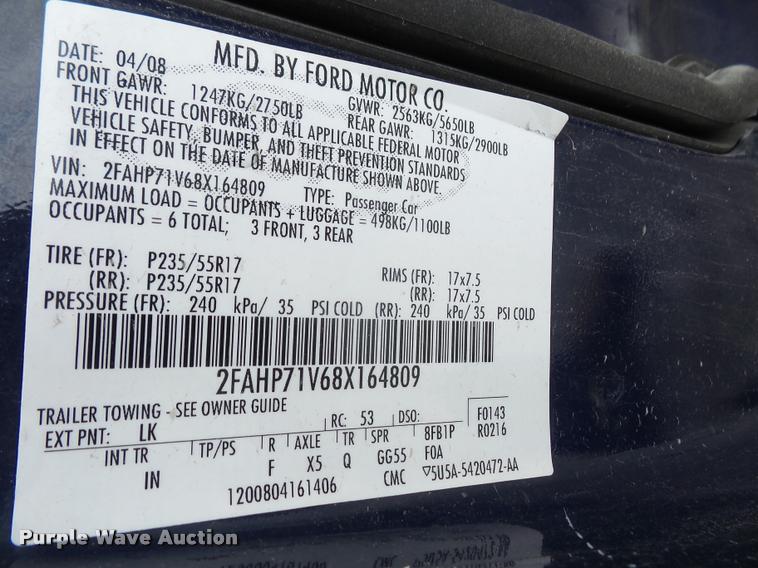 DATE: 04/08 MFD. BY FORD MOTOR CO.
FRONT GAWR: 1247KG/2750LB GVWR: 2563KG/5650LB
REAR GAWR: 1315KG/2900LB
THIS VEHICLE CONFORMS TO ALL APPLICABLE FEDERAL MOTOR
VEHICLE SAFETY, BUMPER, AND THEFT PREVENTION STANDARDS
IN EFFECT ON THE DATE OF MANUFACTURE SHOWN ABOVE.
VIN: 2FAHP71V68X164809 TYPE: Passenger Car
MAXIMUM LOAD = OCCUPANTS + LUGGAGE = 498KG/1100LB
OCCUPANTS = 6 TOTAL; 3 FRONT, 3 REAR
TIRE (FR): P235/55R17 RIMS (FR): 17x7.5
(RR): P235/55R17 (RR): 17x7.5
PRESSURE (FR): 240 kPa/ 35 PSI COLD (RR): 240 kPa/ 35 PSI COLD
2FAHP71V68X164809
TRAILER TOWING - SEE OWNER GUIDE
EXT PNT: LK RC: 53 DSO: F0143
R0216
INT TR TP/PS R AXLE TR SPR 8FB1P
IN F X5 Q GG55 FOA
1200804161406 CMC ▽5U5A-5420472-AA
Purple Wave Auction